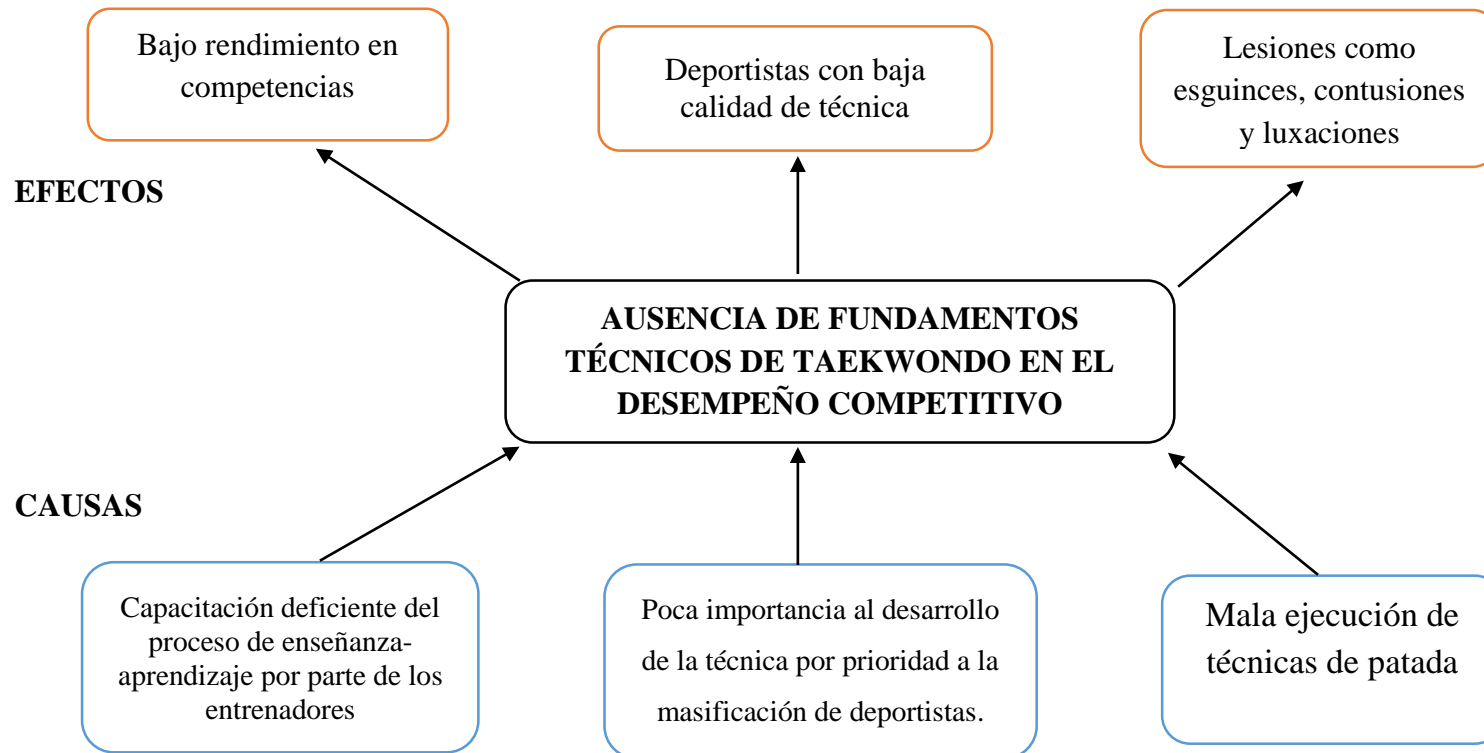 Bajo rendimiento en
competencias
Deportistas con baja
calidad de técnica
Lesiones como
esguinces, contusiones
y luxaciones
EFECTOS
AUSENCIA DE FUNDAMENTOS
TÉCNICOS DE TAEKWONDO EN EL
DESEMPEÑO COMPETITIVO
CAUSAS
Capacitación deficiente del
proceso de enseñanza-
aprendizaje por parte de los
entrenadores
Poca importancia al desarrollo
de la técnica por prioridad a la
masificación de deportistas.
Mala ejecución de
técnicas de patada